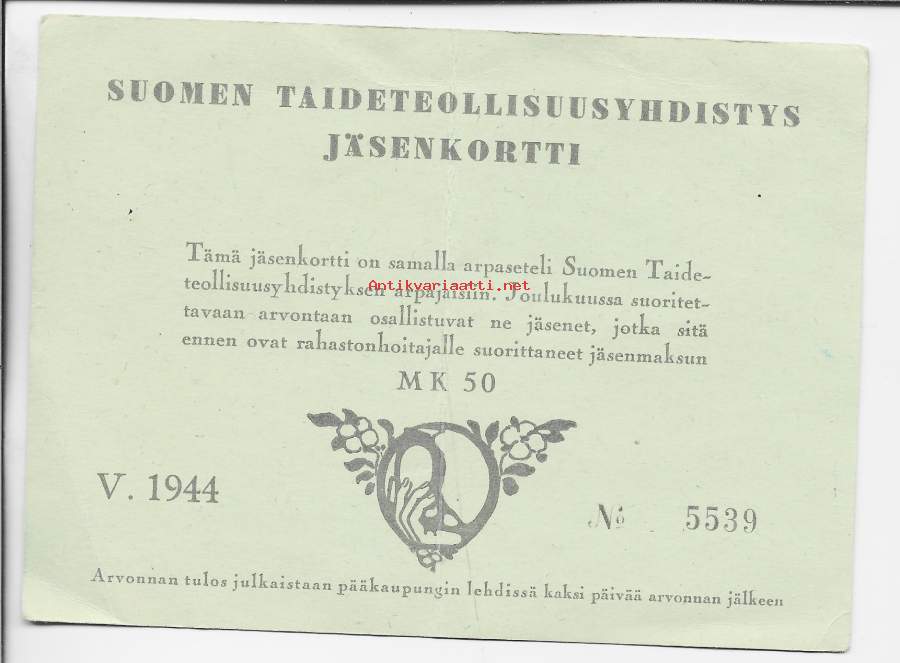 SUOMEN TAIDETEOLLISUUSYHDISTYS
JÄSENKORTTI
Tämä jäsenkortti on samalla arpaseteli Suomen Taide-
Antikvariaatti.net
teollisuusyhdistyksen arpajaisiin. Joulukuussa suoritet-
tavaan arvontaan osallistuvat ne jäsenet, jotka sitä
ennen ovat rahastonhoitajalle suorittaneet jäsenmaksun
MK 50
V. 1944
No 5539
Arvonnan tulos julkaistaan pääkaupungin lehdissä kaksi päivää arvonnan jälkeen